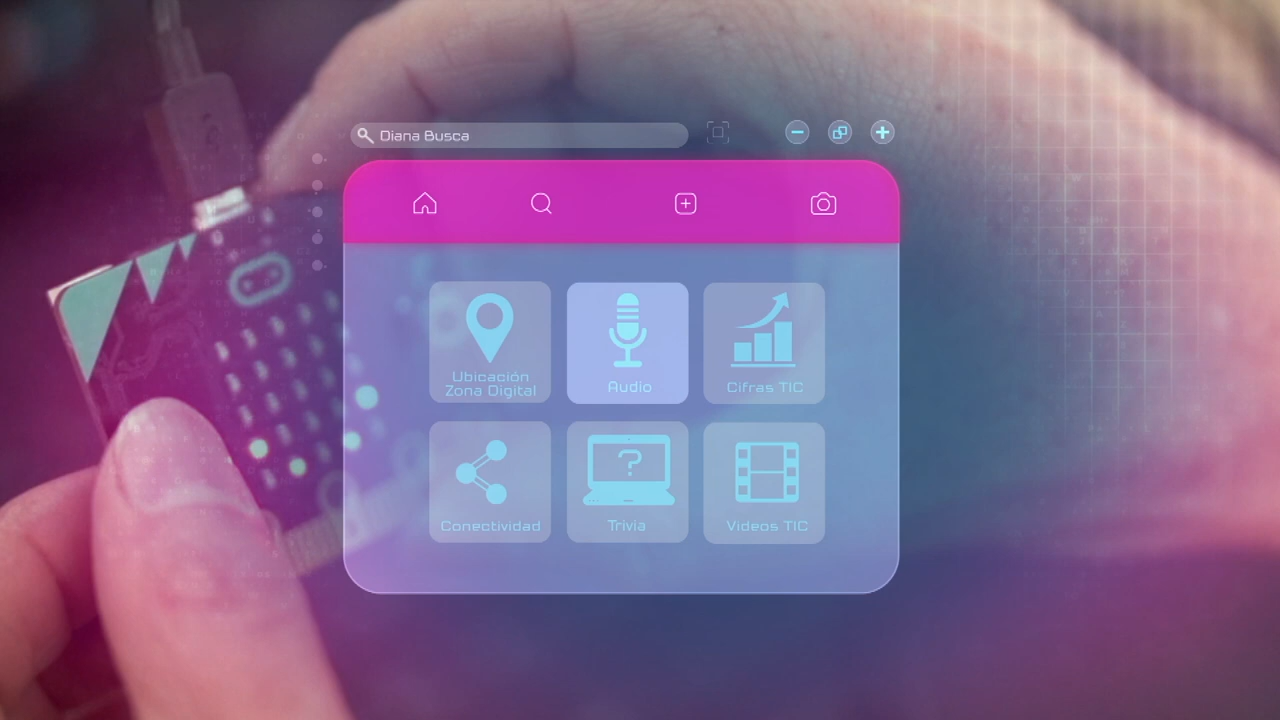 Diana Busca
Ubicación
Zona Digital
Audio
Cifras TIC
?
Conectividad
Trivia
Videos TIC